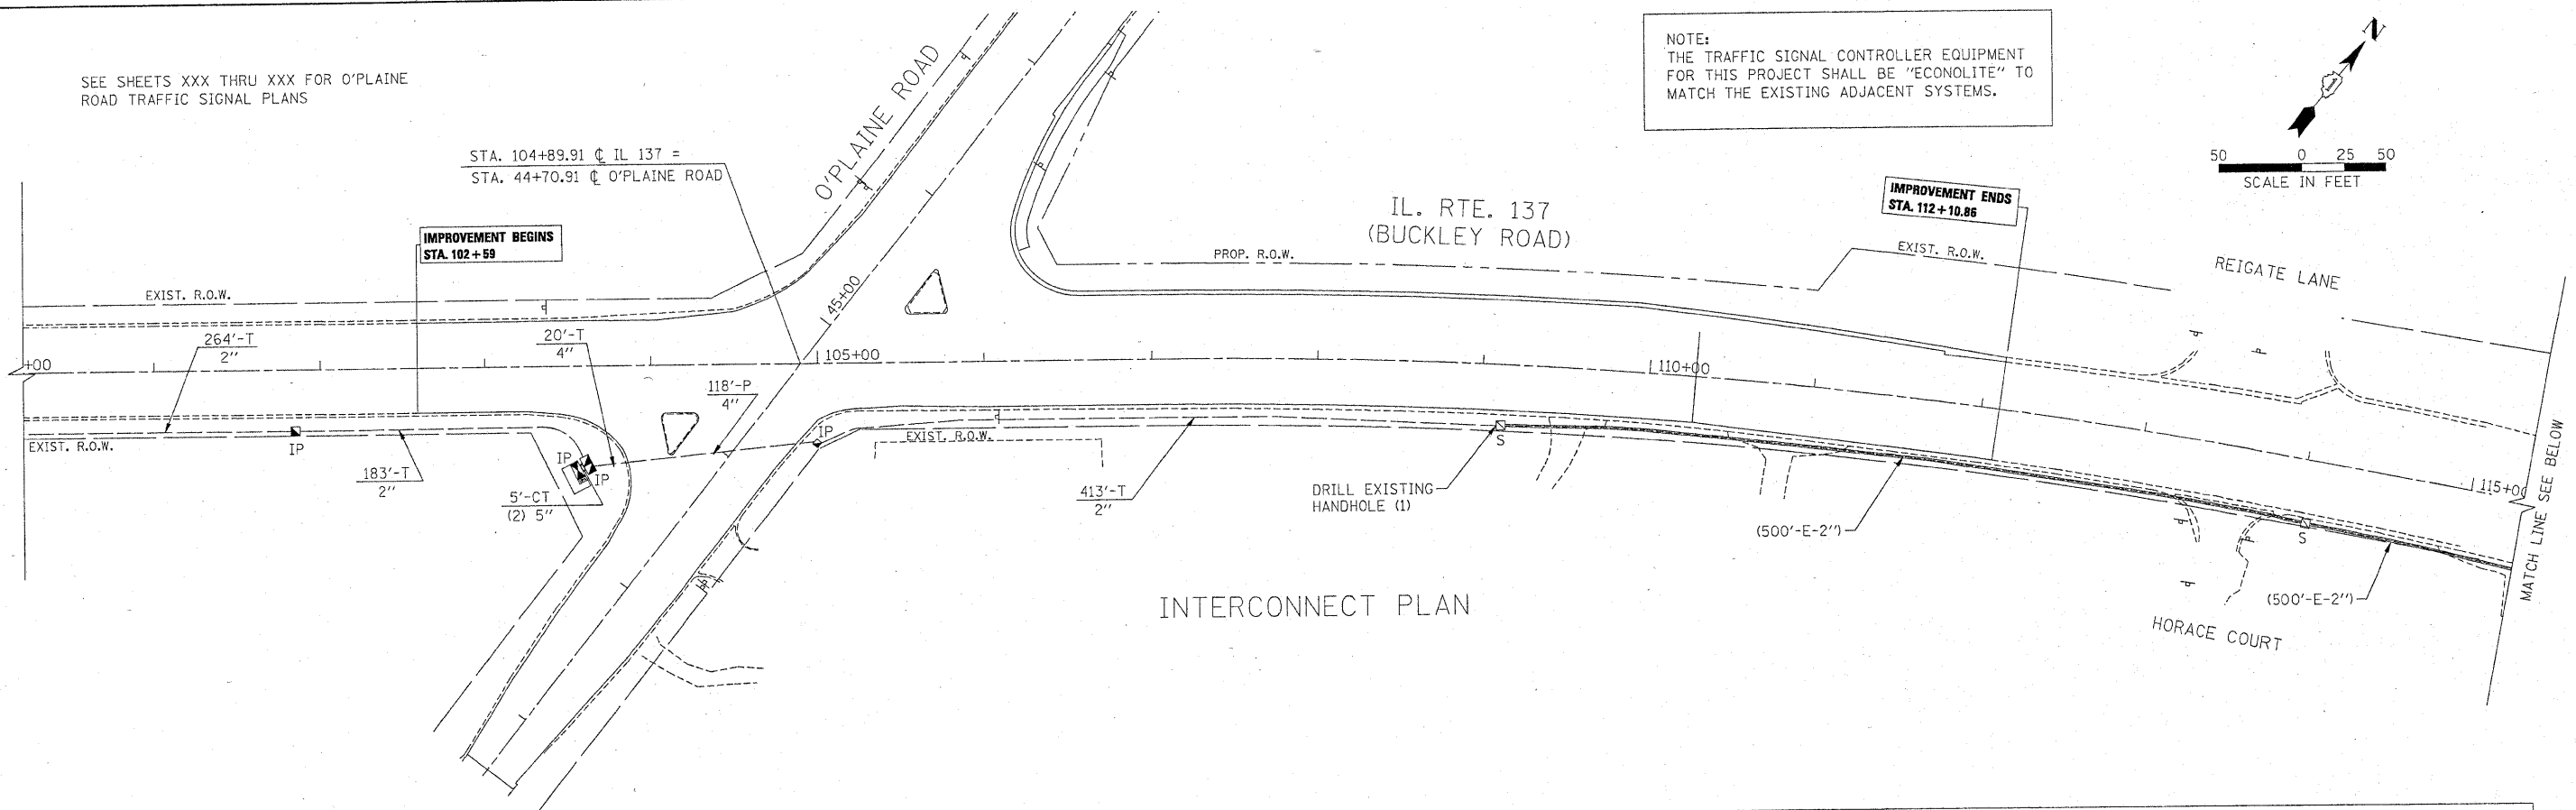 SEE SHEETS XXX THRU XXX FOR O'PLAINE
ROAD TRAFFIC SIGNAL PLANS
NOTE:
THE TRAFFIC SIGNAL CONTROLLER EQUIPMENT
FOR THIS PROJECT SHALL BE "ECONOLITE" TO
MATCH THE EXISTING ADJACENT SYSTEMS.
N
50 0 25 50
SCALE IN FEET
O'PLAINE ROAD
STA. 104+89.91 ℄ IL 137 =
STA. 44+70.91 ℄ O'PLAINE ROAD
IMPROVEMENT BEGINS
STA. 102+59
IL. RTE. 137
(BUCKLEY ROAD)
IMPROVEMENT ENDS
STA. 112+10.86
EXIST. R.O.W.
PROP. R.O.W.
EXIST. R.O.W.
REIGATE LANE
45+00
264'-T
2"
20'-T
4"
+00
105+00
110+00
115+00
118'-P
4"
EXIST. R.O.W.
IP
183'-T
2"
IP
IP
5'-CT
(2) 5"
IP
EXIST. R.O.W.
413'-T
2"
DRILL EXISTING
HANDHOLE (1)
S
(500'-E-2")
S
(500'-E-2")
HORACE COURT
MATCH LINE SEE BELOW
INTERCONNECT PLAN